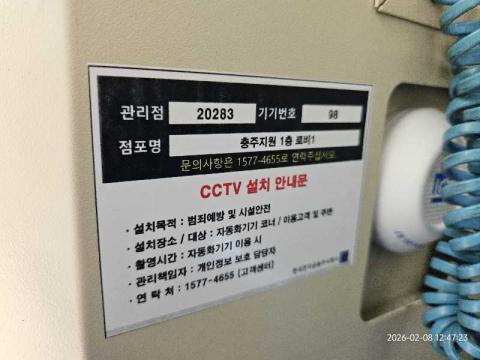 관리점 20283 기기번호 98
점포명 충주지원 1층 로비1
문의사항은 1577-4655로 연락주십시요.
CCTV 설치 안내문
· 설치목적 : 범죄예방 및 시설안전
· 설치장소 / 대상 : 자동화기기 코너 / 이용고객 및 주변
· 촬영시간 : 자동화기기 이용 시
· 관리책임자 : 개인정보 보호 담당자
· 연 락 처 : 1577-4655 [고객센터]
2026-02-08 12:47:23